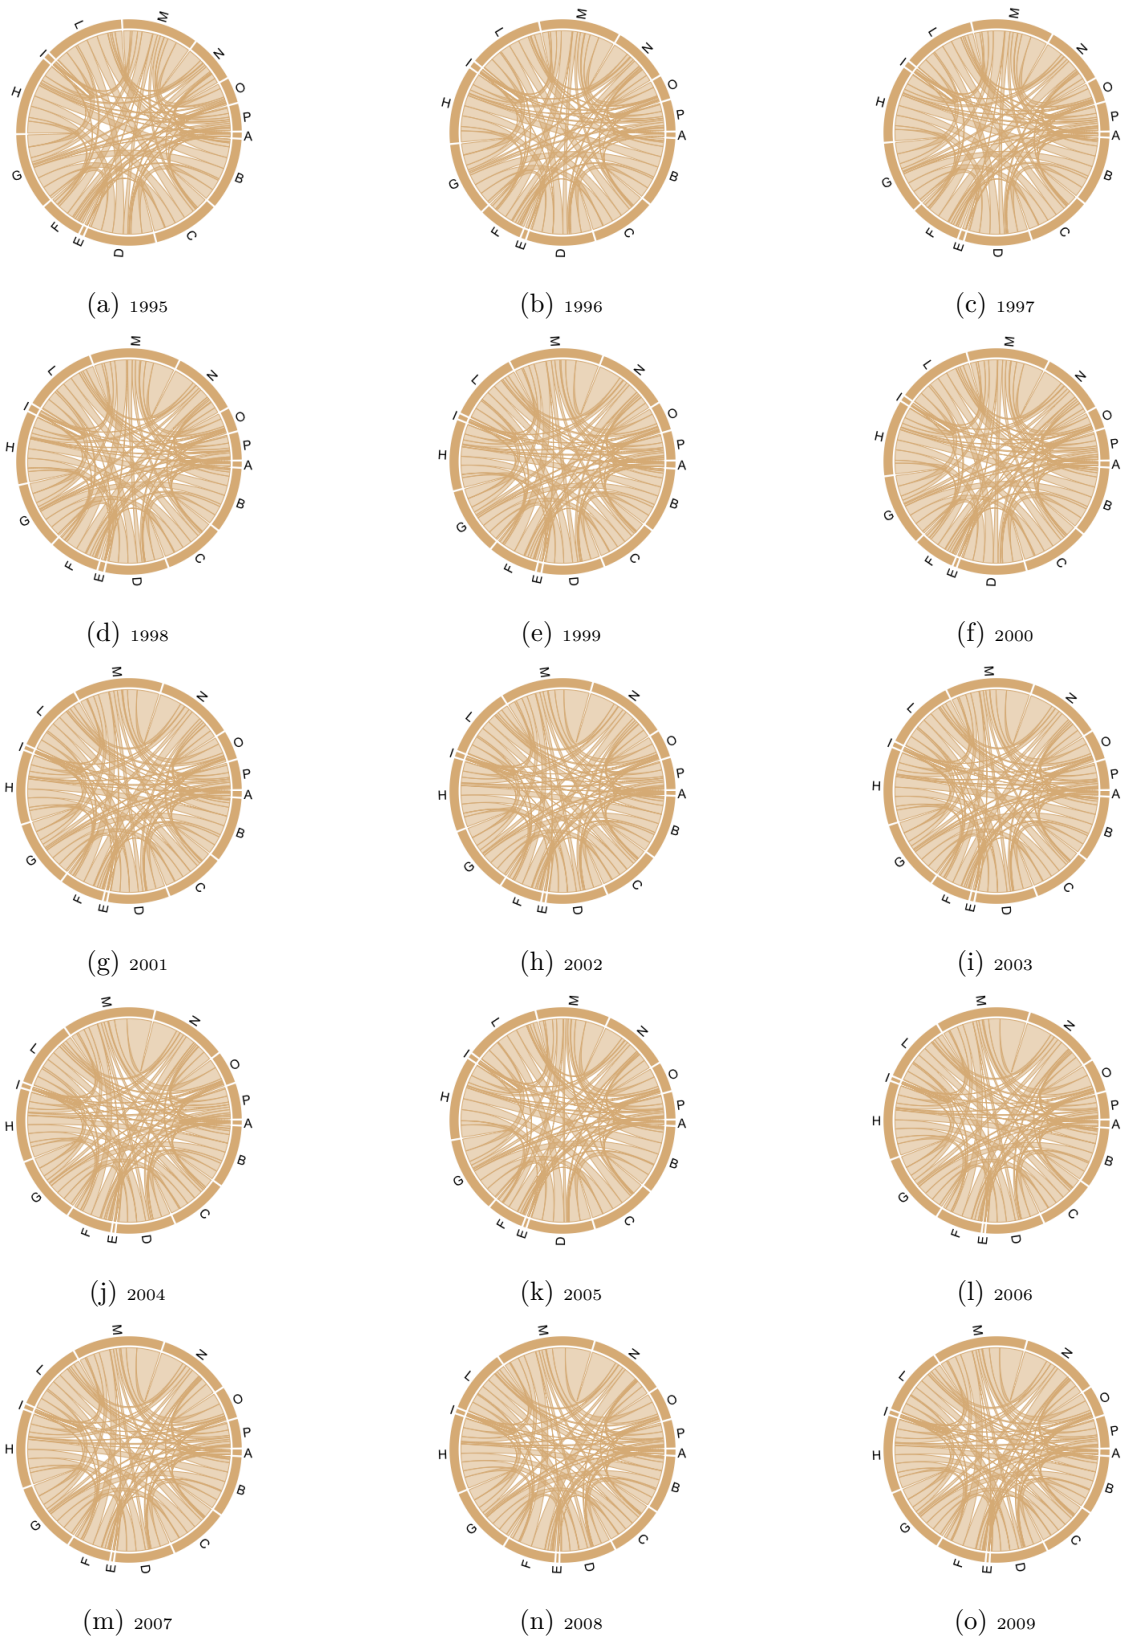 M
L
N
I
O
H
P
A
G
B
F
C
E
D
M
L
N
I
O
H
P
A
G
B
F
C
E
D
M
L
N
I
O
H
P
A
G
B
F
C
E
D
(a) 1995
(b) 1996
(c) 1997
M
L
N
I
O
H
P
A
B
G
C
F
E
D
M
L
N
I
O
H
P
A
B
G
C
F
E
D
M
L
N
I
O
H
P
A
B
G
C
F
E
D
(d) 1998
(e) 1999
(f) 2000
M
L
N
I
O
H
P
A
B
G
C
F
E
D
M
L
N
I
O
H
P
A
B
G
C
F
E
D
M
L
N
I
O
H
P
A
B
G
C
F
E
D
(g) 2001
(h) 2002
(i) 2003
M
L
N
I
O
H
P
A
B
G
C
F
E
D
M
L
N
I
O
H
P
A
B
G
C
F
E
D
M
L
N
I
O
H
P
A
B
G
C
F
E
D
(j) 2004
(k) 2005
(l) 2006
M
L
N
I
O
H
P
A
B
G
C
F
E
D
M
L
N
I
O
H
P
A
B
G
C
F
E
D
M
L
N
I
O
H
P
A
B
G
C
F
E
D
(m) 2007
(n) 2008
(o) 2009